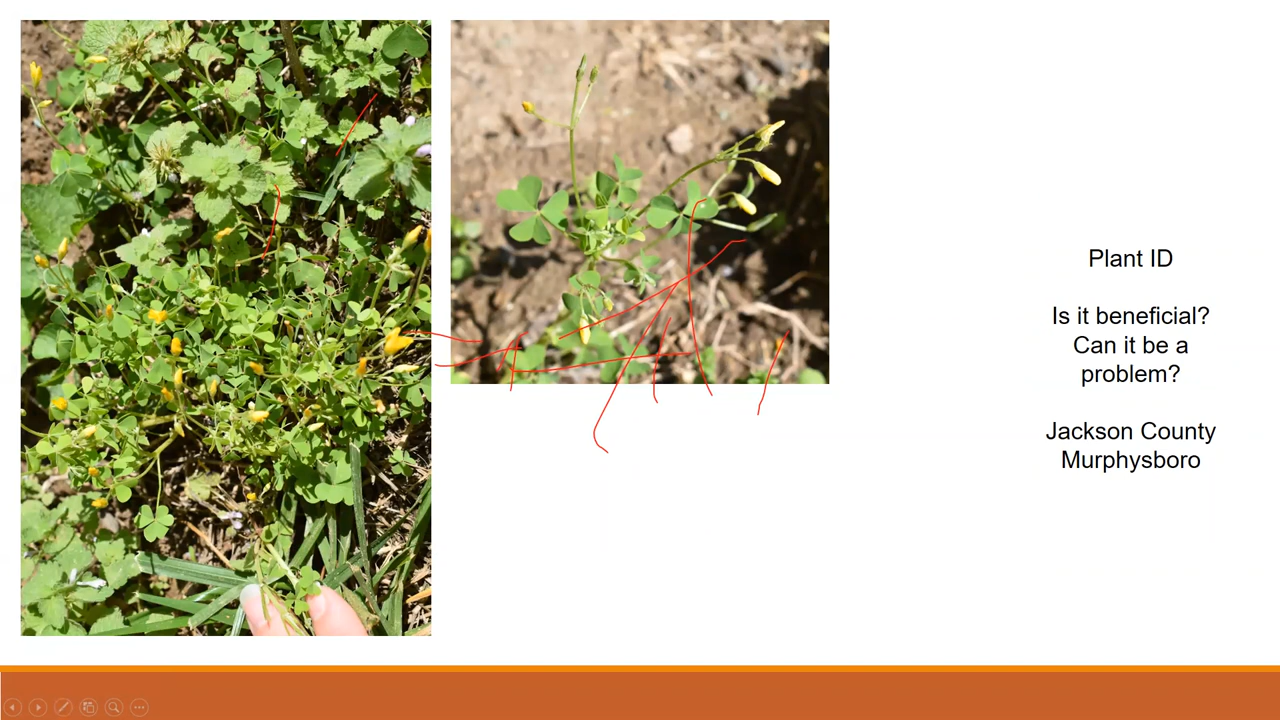 Plant ID
Is it beneficial?
Can it be a
problem?
Jackson County
Murphysboro